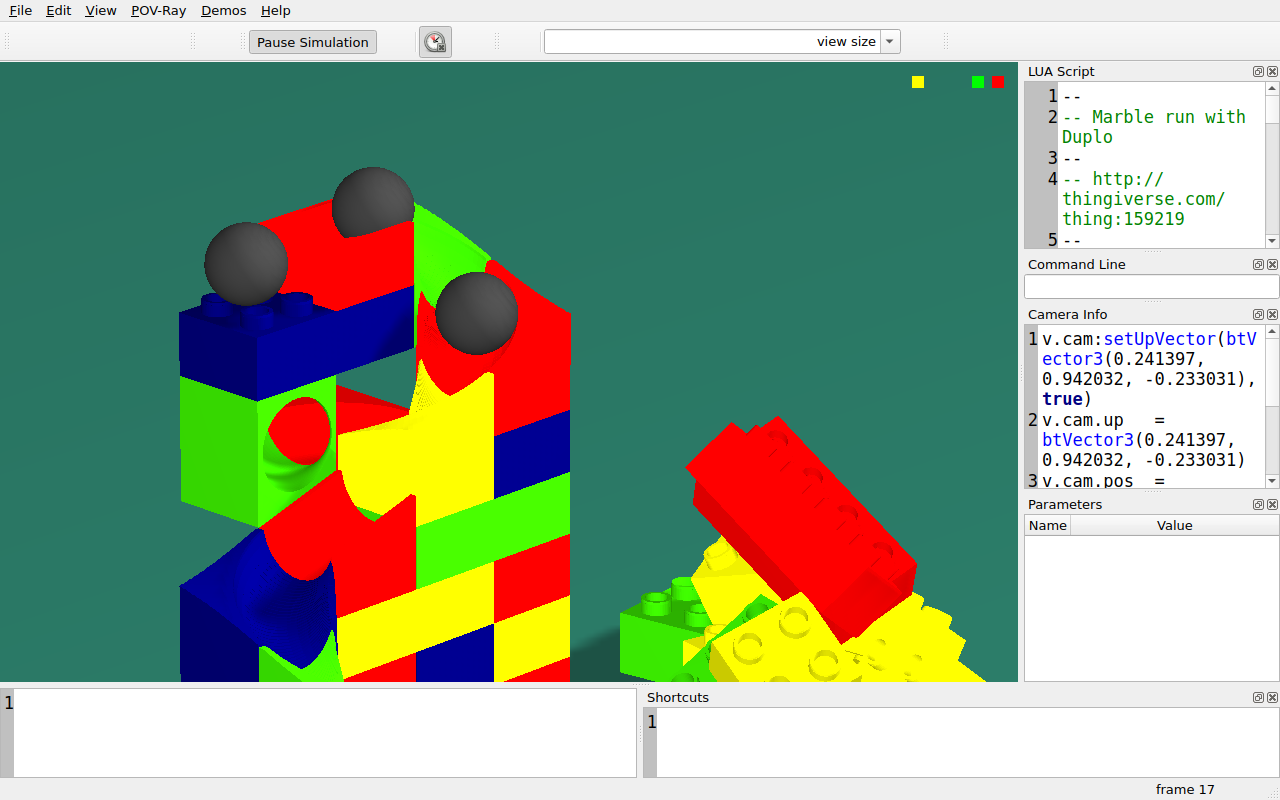 File Edit View POV-Ray Demos Help
Pause Simulation
view size
LUA Script
1 --
2 -- Marble run with
Duplo
3 --
4 -- http://
thingiverse.com/
thing:159219
5 --
Command Line
Camera Info
1 v.cam:setUpVector(btV
ector3(0.241397,
0.942032, -0.233031),
true)
2 v.cam.up   =
btVector3(0.241397,
0.942032, -0.233031)
3 v.cam.pos  =
Parameters
Name Value
1
Shortcuts
1
frame 17